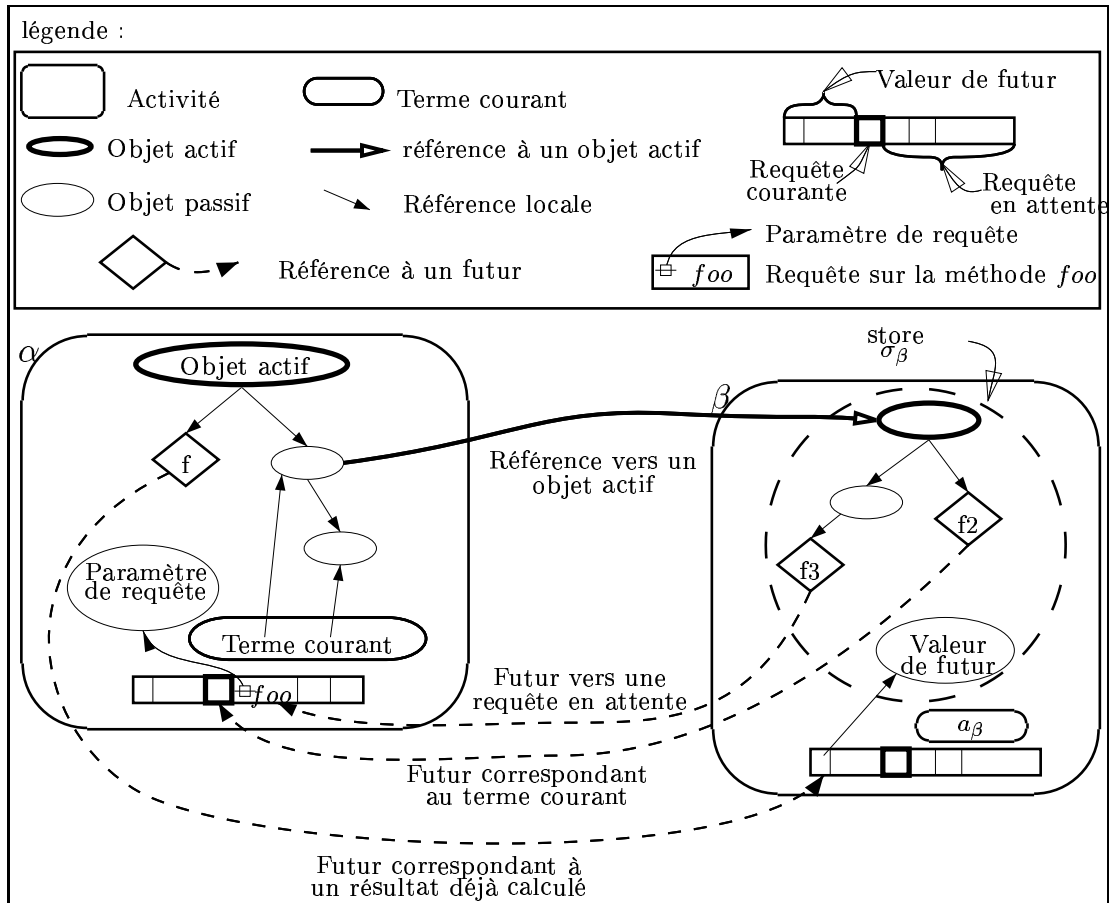 légende :
Activité
Terme courant
Valeur de futur
Objet actif
référence à un objet actif
Requête
courante
Requête
en attente
Objet passif
Référence locale
Paramètre de requête
Référence à un futur
foo
Requête sur la méthode foo
α
Objet actif
store
σβ
β
f
Référence vers un
objet actif
f2
f3
Paramètre
de requête
Terme courant
Valeur
de futur
foo
Futur vers une
requête en attente
aβ
Futur correspondant
au terme courant
Futur correspondant à
un résultat déjà calculé